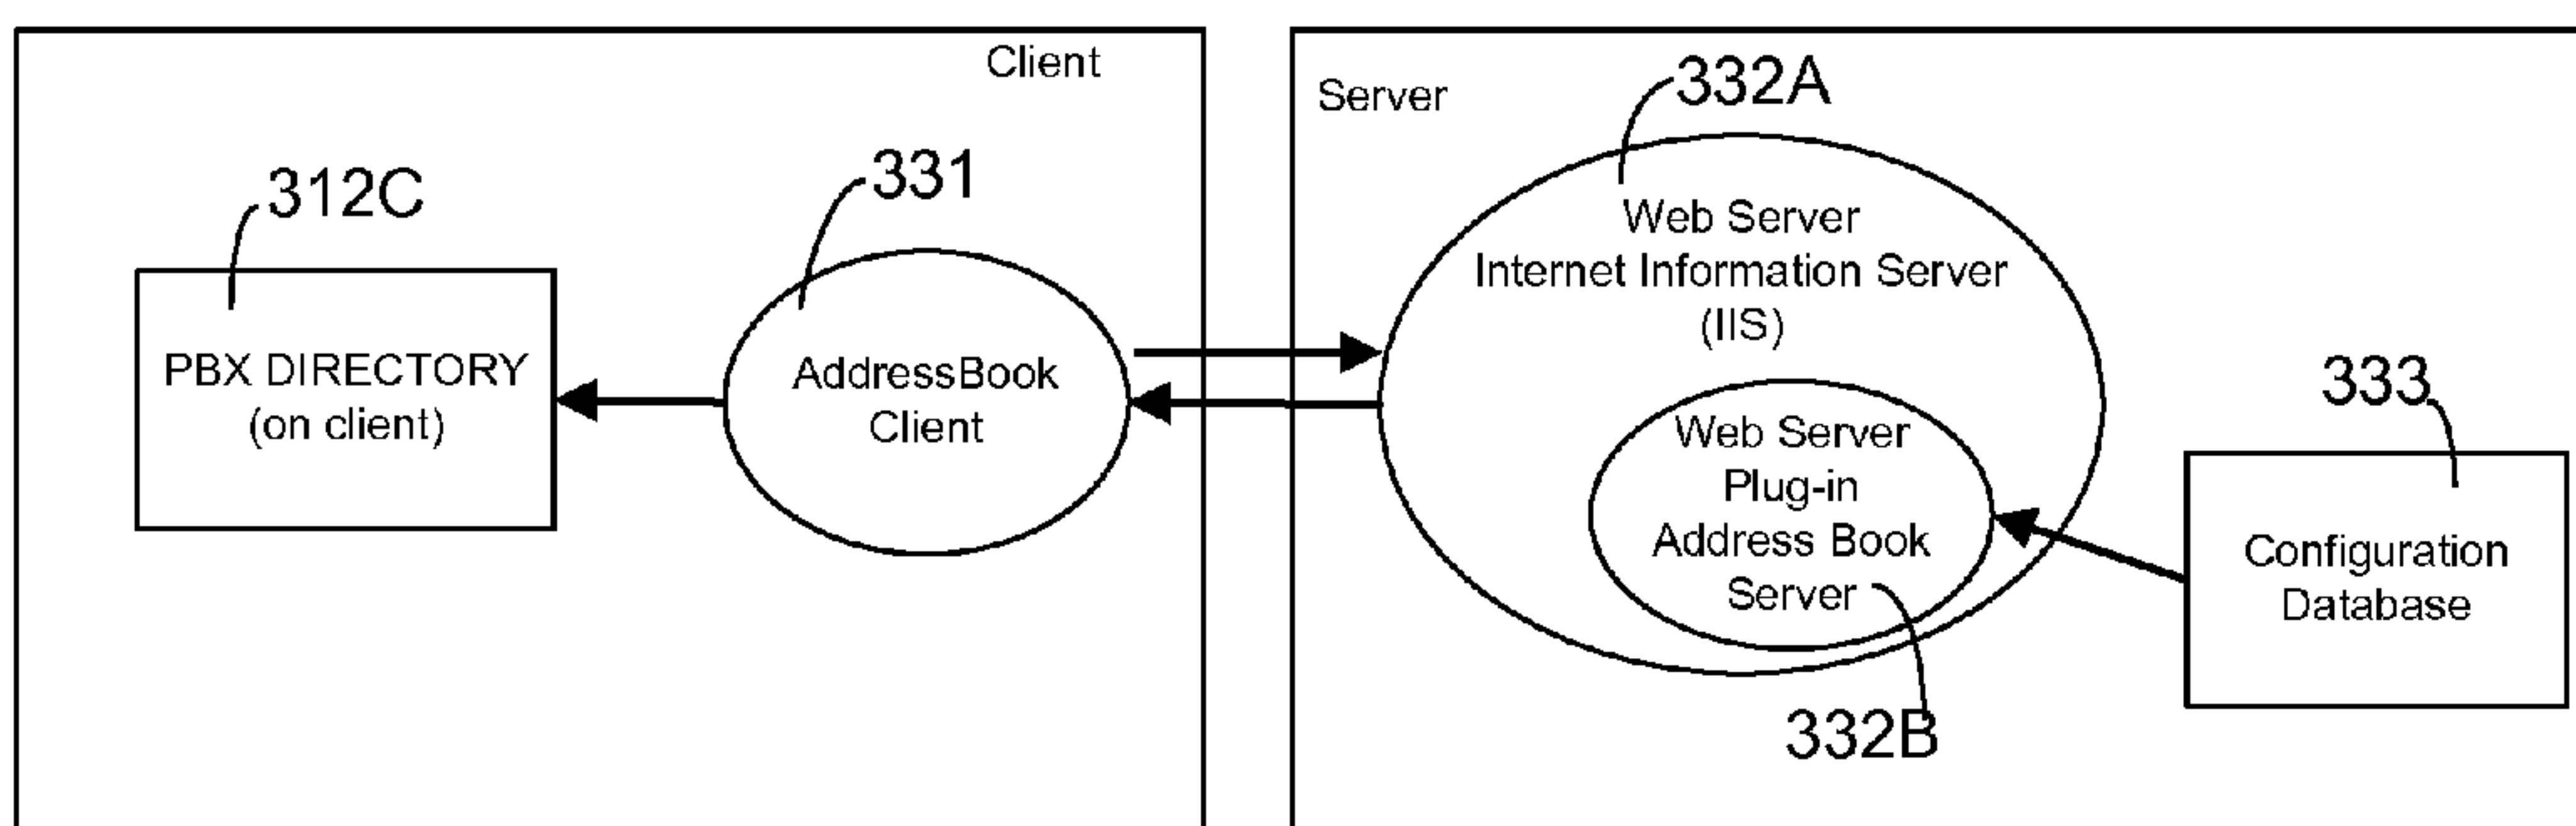 Client
312C
331
PBX DIRECTORY
(on client)
AddressBook
Client
Server
332A
Web Server
Internet Information Server
(IIS)
Web Server
Plug-in
Address Book
Server
332B
333
Configuration
Database